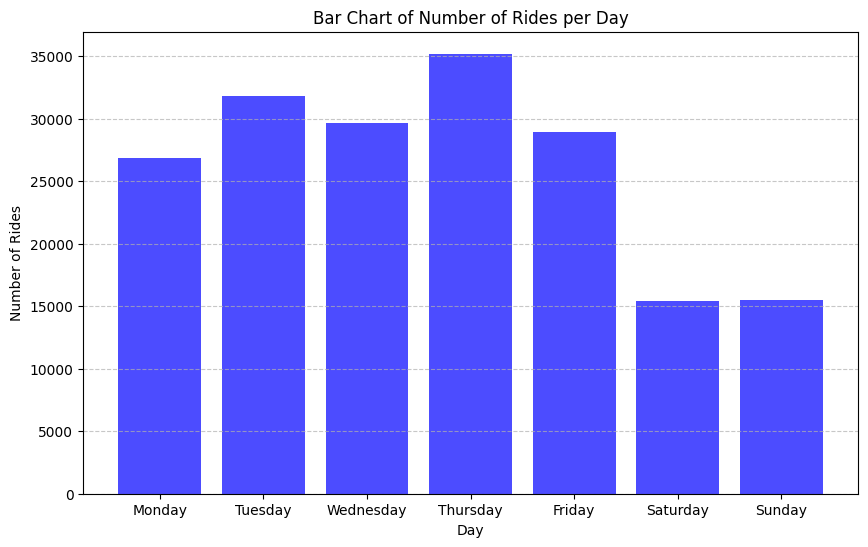 Bar Chart of Number of Rides per Day
Number of Rides
35000
30000
25000
20000
15000
10000
5000
0
Monday Tuesday Wednesday Thursday Friday Saturday Sunday
Day